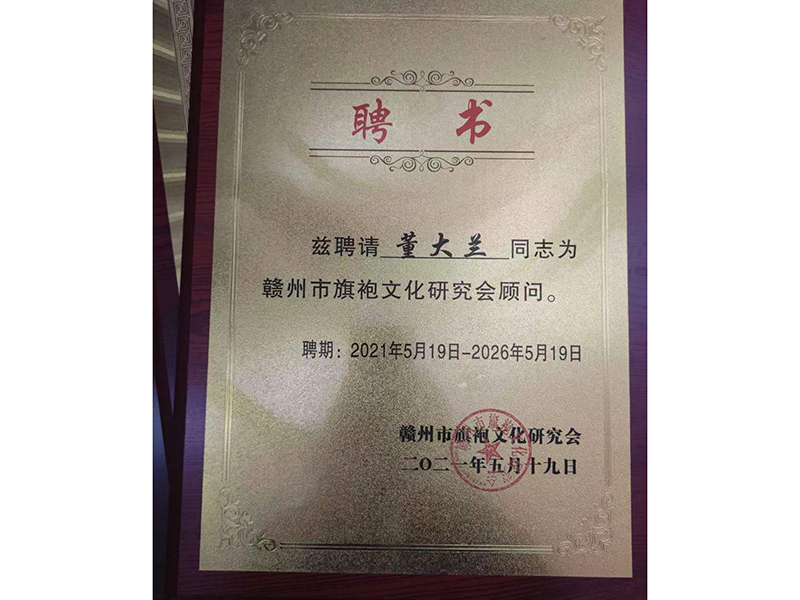 聘书
兹聘请 董大兰 同志为
赣州市旗袍文化研究会顾问。
聘期：2021年5月19日-2026年5月19日
赣州市旗袍文化研究会
二〇二一年五月十九日